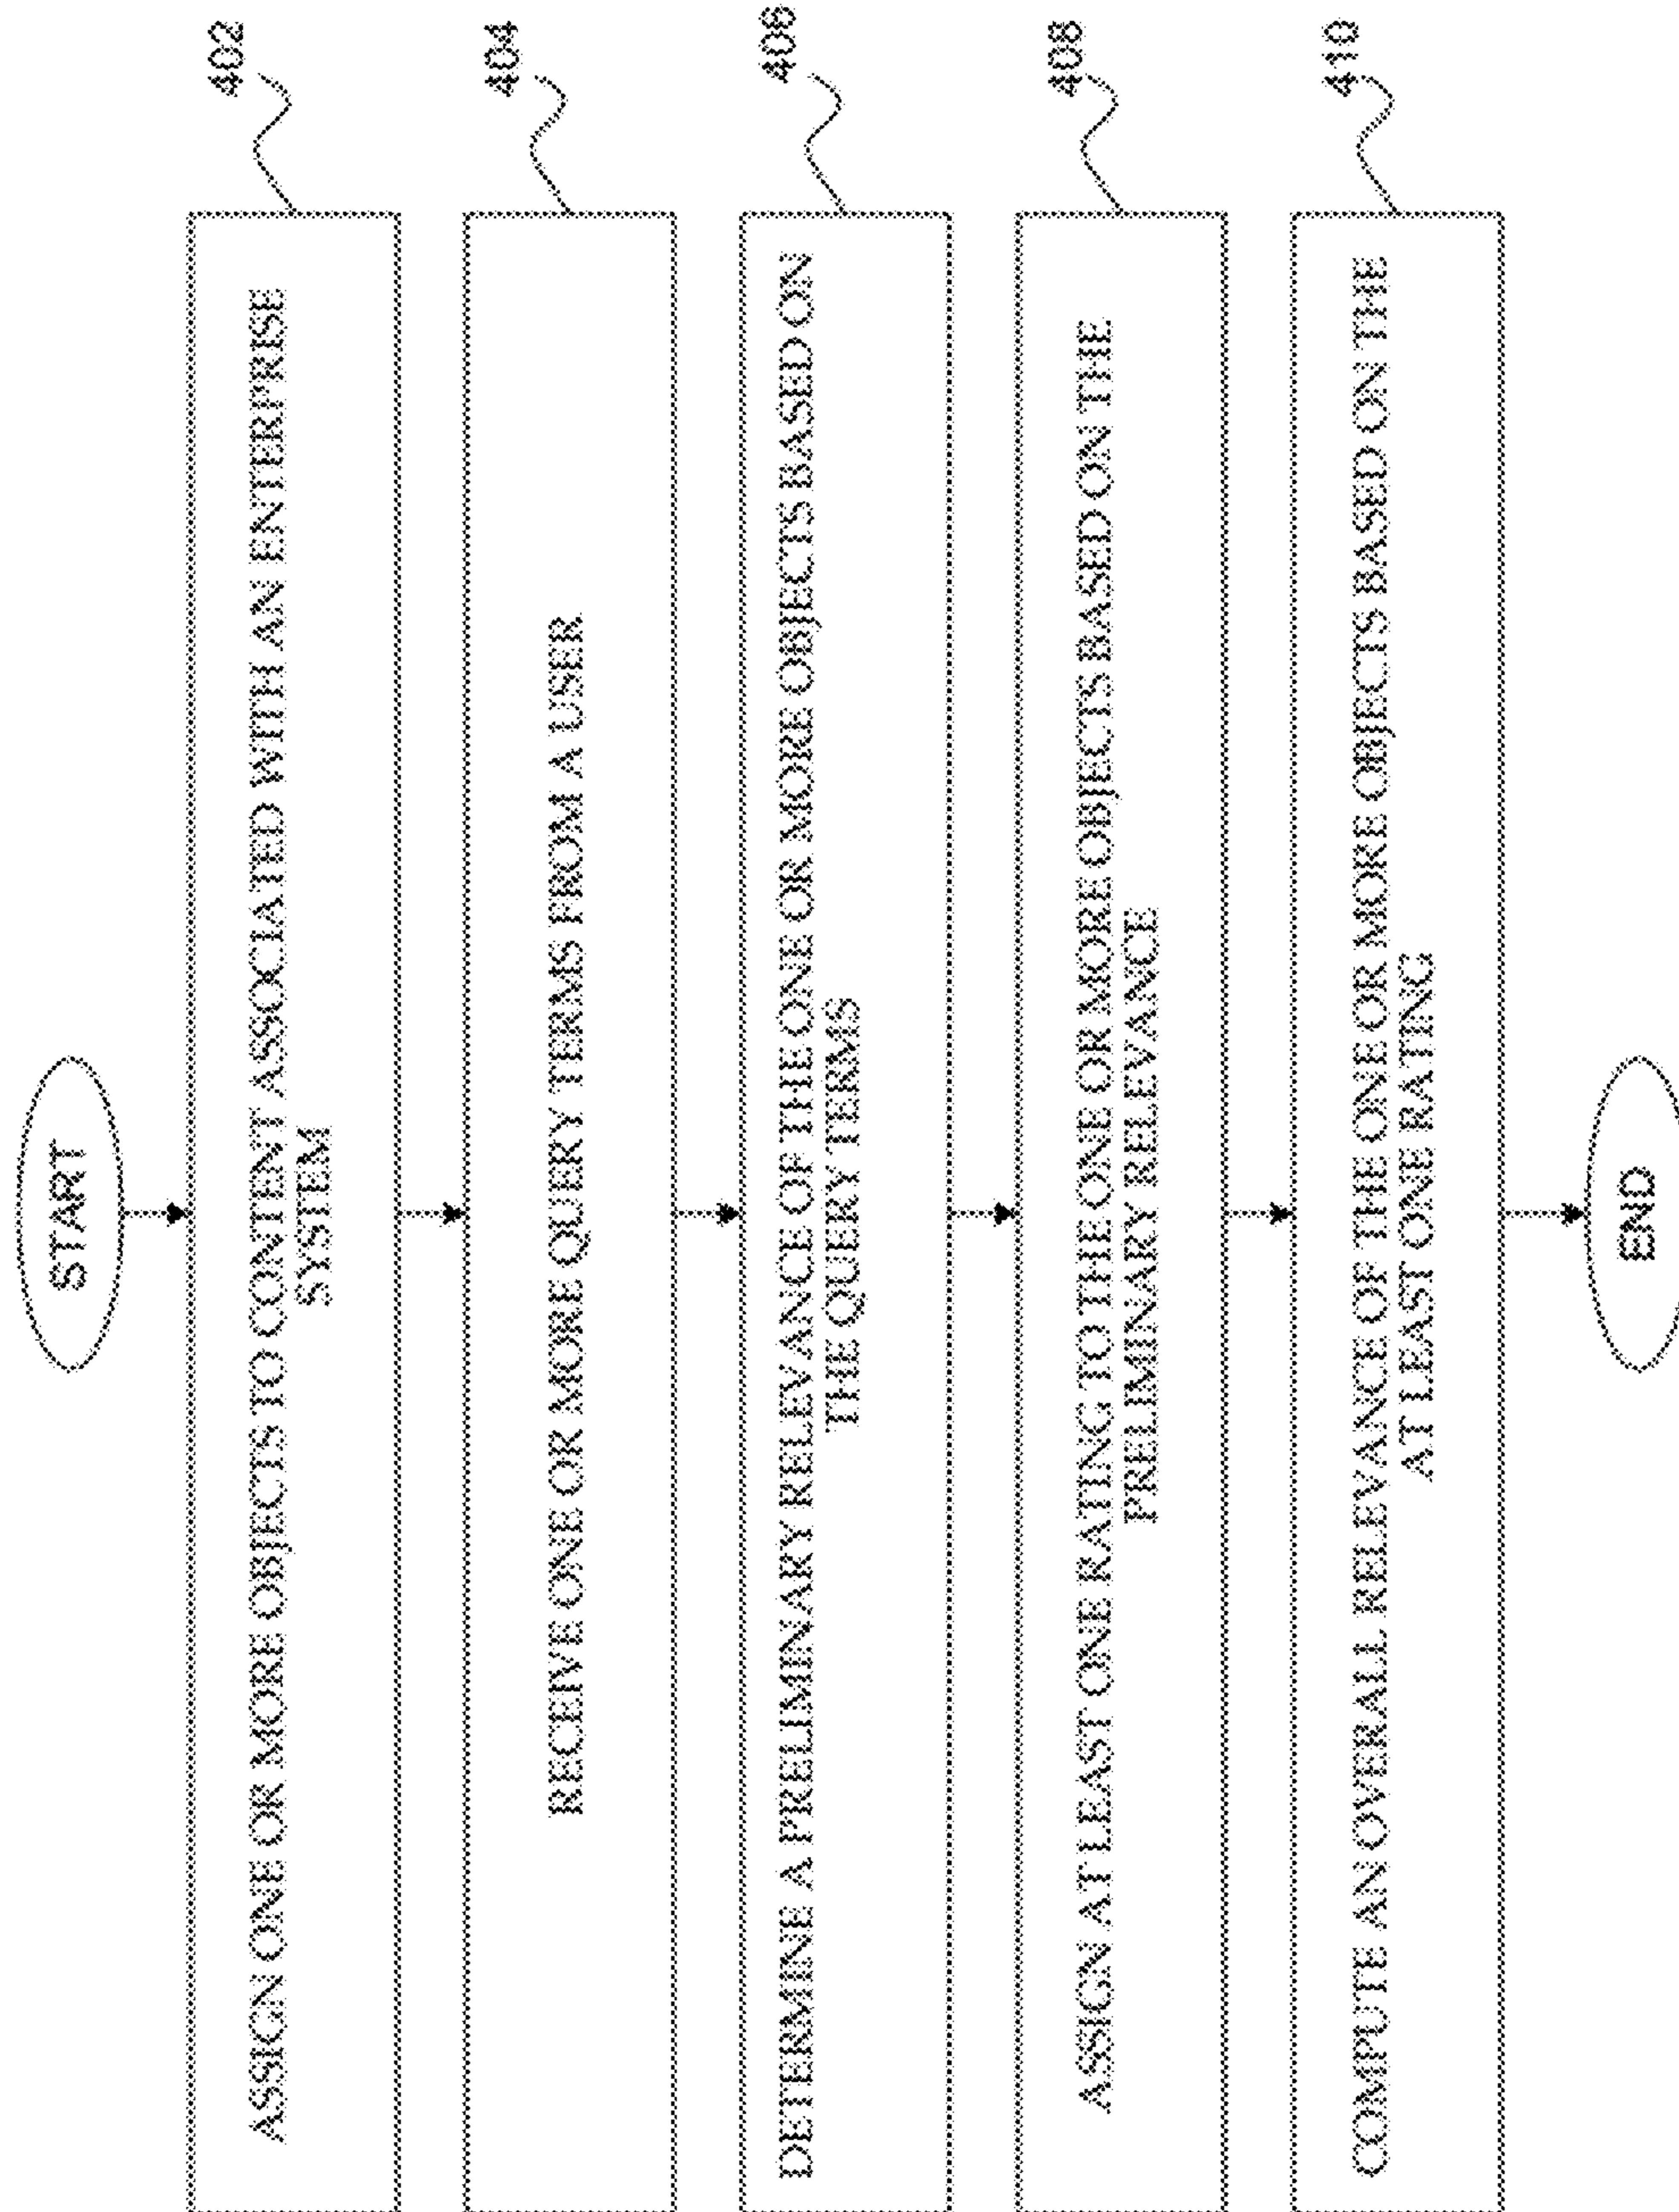 START
ASSIGN ONE OR MORE OBJECTS TO CONTENT ASSOCIATED WITH AN ENTERPRISE
SYSTEM
402
RECEIVE ONE OR MORE QUERY TERMS FROM A USER
404
DETERMINE A PRELIMINARY RELEVANCE OF THE ONE OR MORE OBJECTS BASED ON
THE QUERY TERMS
406
ASSIGN AT LEAST ONE RATING TO THE ONE OR MORE OBJECTS BASED ON THE
PRELIMINARY RELEVANCE
408
COMPUTE AN OVERALL RELEVANCE OF THE ONE OR MORE OBJECTS BASED ON THE
AT LEAST ONE RATING
410
END